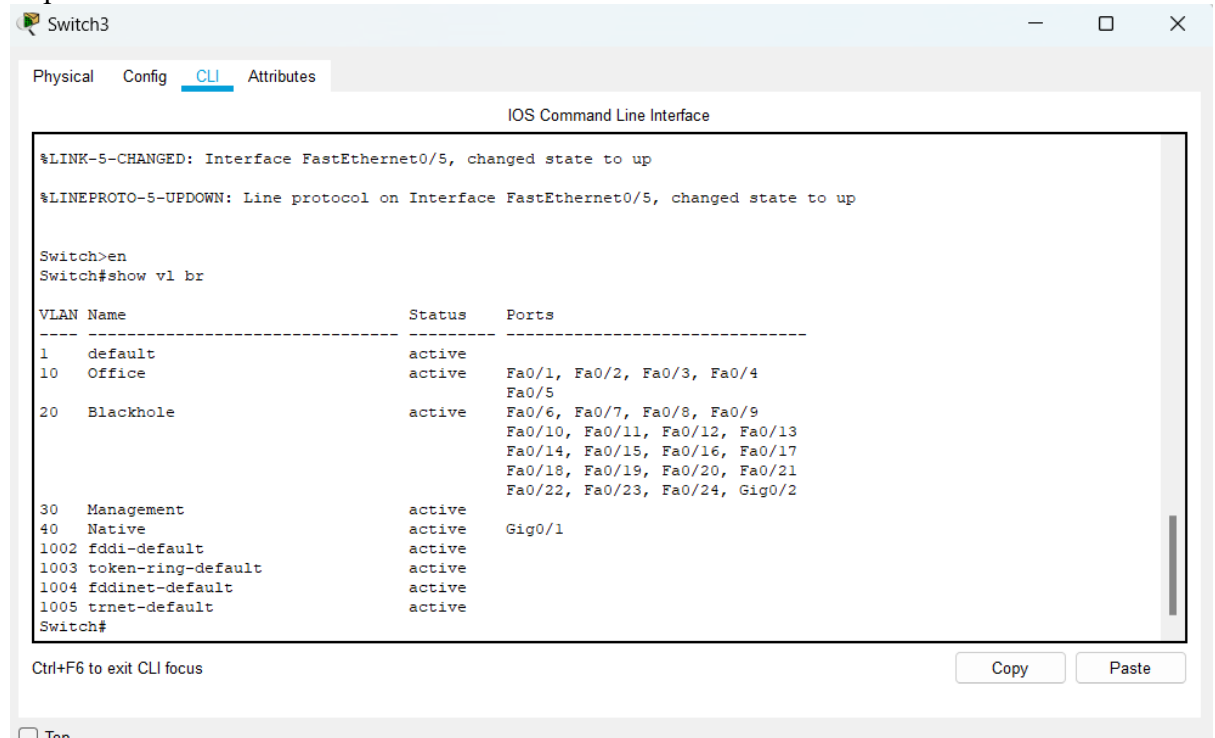 Switch3
Physical Config CLI Attributes
IOS Command Line Interface
%LINK-5-CHANGED: Interface FastEthernet0/5, changed state to up
%LINEPROTO-5-UPDOWN: Line protocol on Interface FastEthernet0/5, changed state to up
Switch>en
Switch#show vl br
VLAN Name Status Ports
---- -------------------------------- --------- -------------------------------
1 default active
10 Office active Fa0/1, Fa0/2, Fa0/3, Fa0/4
Fa0/5
20 Blackhole active Fa0/6, Fa0/7, Fa0/8, Fa0/9
Fa0/10, Fa0/11, Fa0/12, Fa0/13
Fa0/14, Fa0/15, Fa0/16, Fa0/17
Fa0/18, Fa0/19, Fa0/20, Fa0/21
Fa0/22, Fa0/23, Fa0/24, Gig0/2
30 Management active
40 Native active Gig0/1
1002 fddi-default active
1003 token-ring-default active
1004 fddinet-default active
1005 trnet-default active
Switch#
Ctrl+F6 to exit CLI focus
Copy Paste
Top